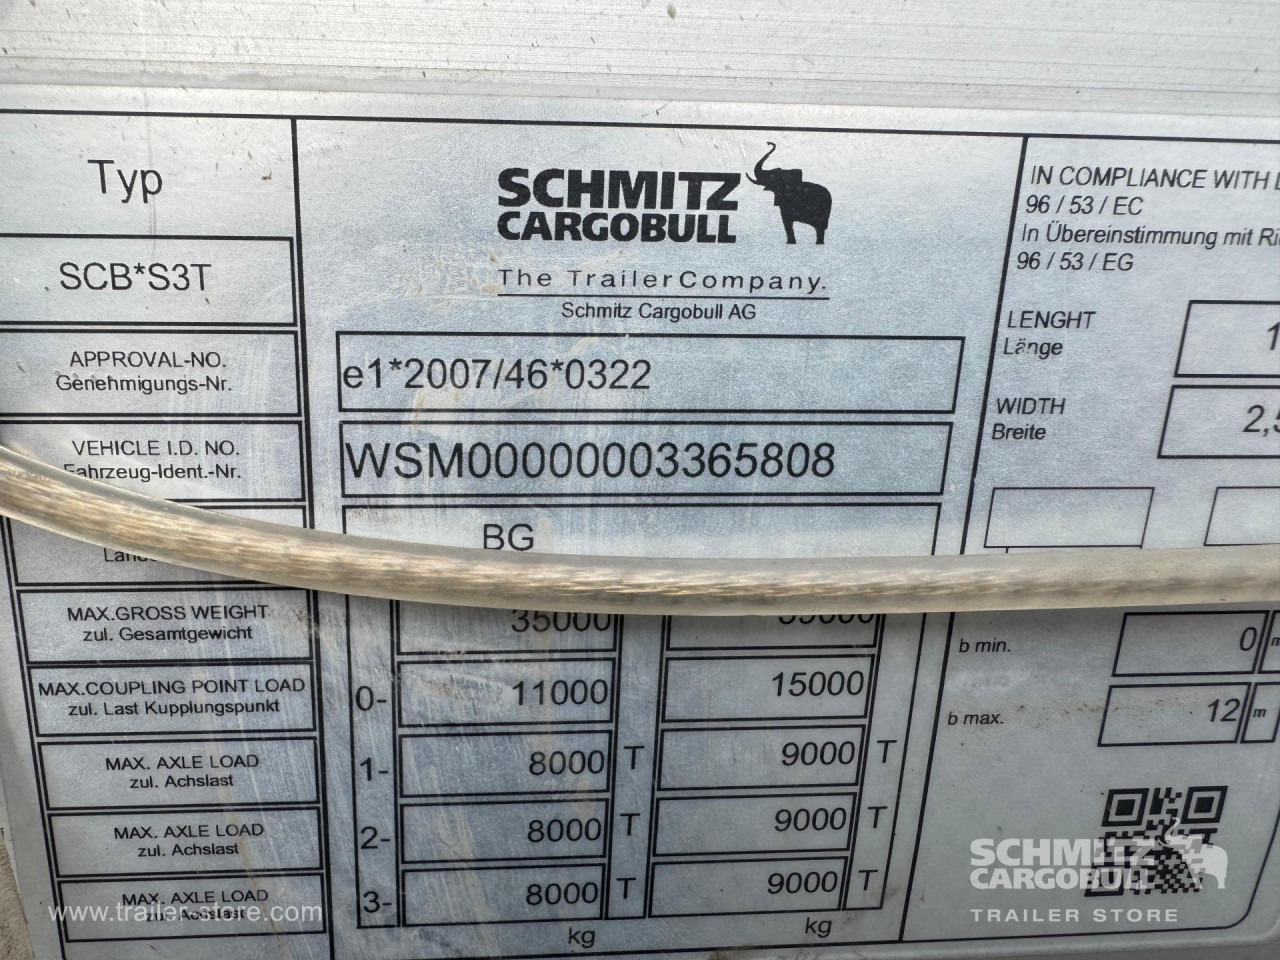 Typ
SCB*S3T
APPROVAL-NO.
Genehmigungs-Nr.
VEHICLE I.D. NO.
Fahrzeug-Ident.-Nr.
MAX.GROSS WEIGHT
zul. Gesamtgewicht
MAX.COUPLING POINT LOAD
zul. Last Kupplungspunkt
MAX. AXLE LOAD
zul. Achslast
MAX. AXLE LOAD
zul. Achslast
MAX. AXLE LOAD
zul. Achslast
SCHMITZ
CARGOBULL
The TrailerCompany.
Schmitz Cargobull AG
e1*2007/46*0322
WSM00000003365808
BG
35000
0- 11000 15000
1- 8000 T 9000 T
2- 8000 T 9000 T
3- 8000 T 9000 T
kg kg
IN COMPLIANCE WITH
96 / 53 / EC
In Übereinstimmung mit
96 / 53 / EG
LENGHT
Länge
WIDTH
Breite
b min. 0
b max. 12 m
SCHMITZ
CARGOBULL
TRAILER STORE
www.trailer-store.com